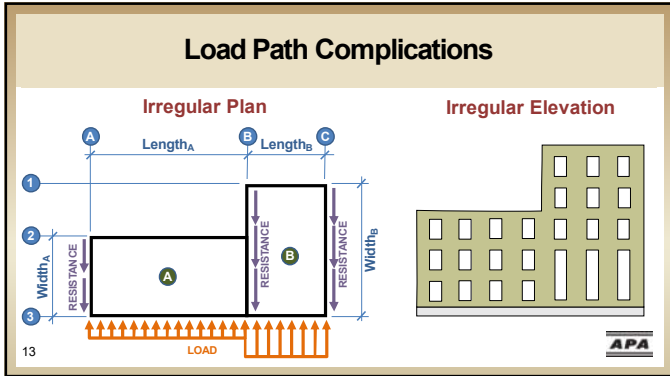 Load Path Complications
Irregular Plan
Irregular Elevation
A
B
C
LengthA
LengthB
1
2
3
WidthA
RESISTANCE
A
RESISTANCE
B
RESISTANCE
WidthB
LOAD
13
APA